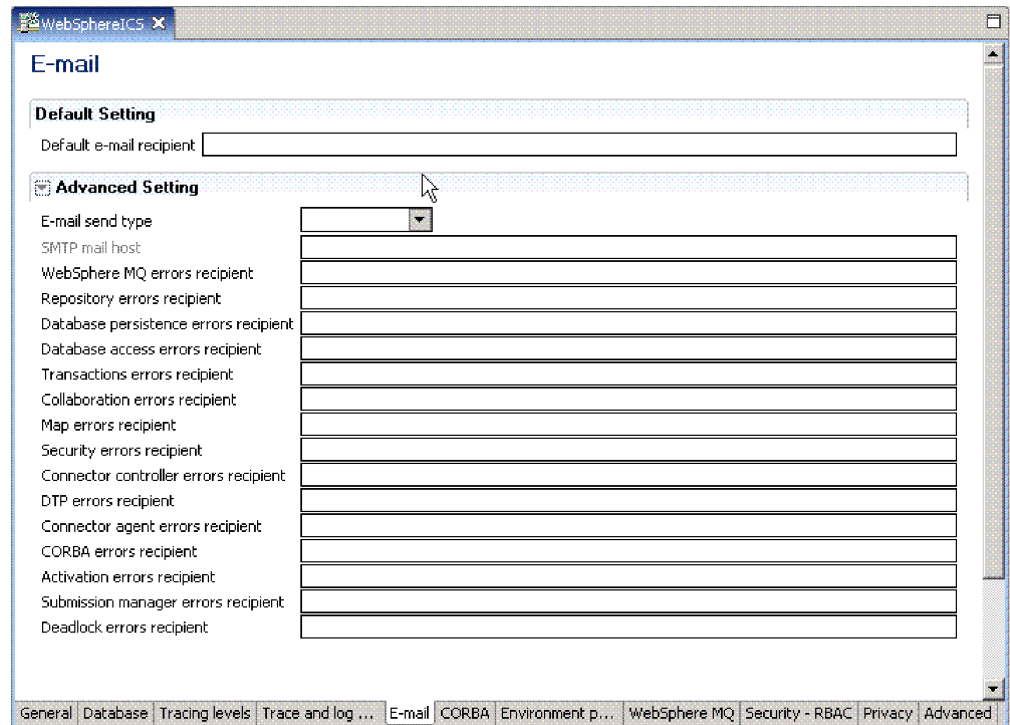 WebSphereICS
E-mail
Default Setting
Default e-mail recipient
Advanced Setting
E-mail send type
SMTP mail host
WebSphere MQ errors recipient
Repository errors recipient
Database persistence errors recipient
Database access errors recipient
Transactions errors recipient
Collaboration errors recipient
Map errors recipient
Security errors recipient
Connector controller errors recipient
DTP errors recipient
Connector agent errors recipient
CORBA errors recipient
Activation errors recipient
Submission manager errors recipient
Deadlock errors recipient
General Database Tracing levels Trace and log ... E-mail CORBA Environment p... WebSphere MQ Security - RBAC Privacy Advanced